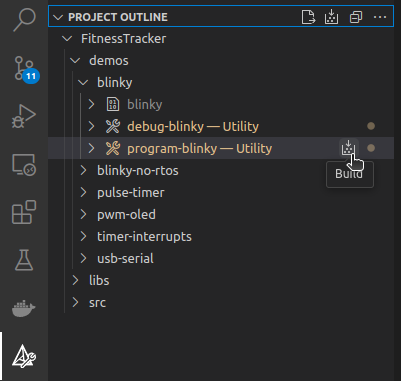 PROJECT OUTLINE
FitnessTracker
demos
blinky
blinky
debug-blinky — Utility
program-blinky — Utility
Build
blinky-no-rtos
pulse-timer
pwm-oled
timer-interrupts
usb-serial
libs
src
11